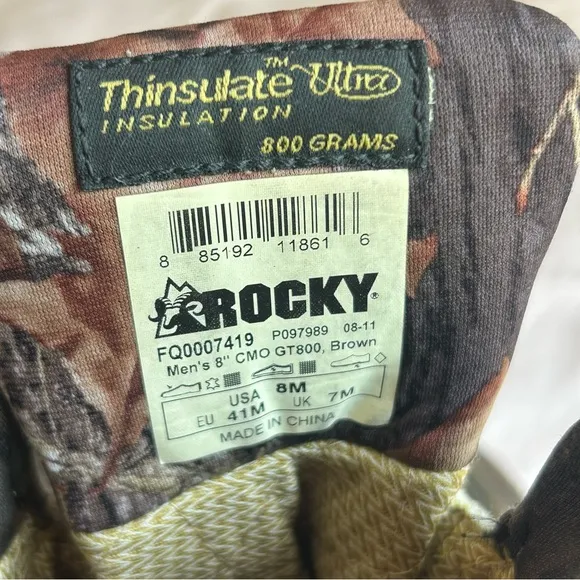 Thinsulate™ Ultra
INSULATION
800 GRAMS
8 85192 11861 6
ROCKY®
FQ0007419 P097989 08-11
Men's 8" CMO GT800, Brown
USA 8M
EU 41M UK 7M
MADE IN CHINA